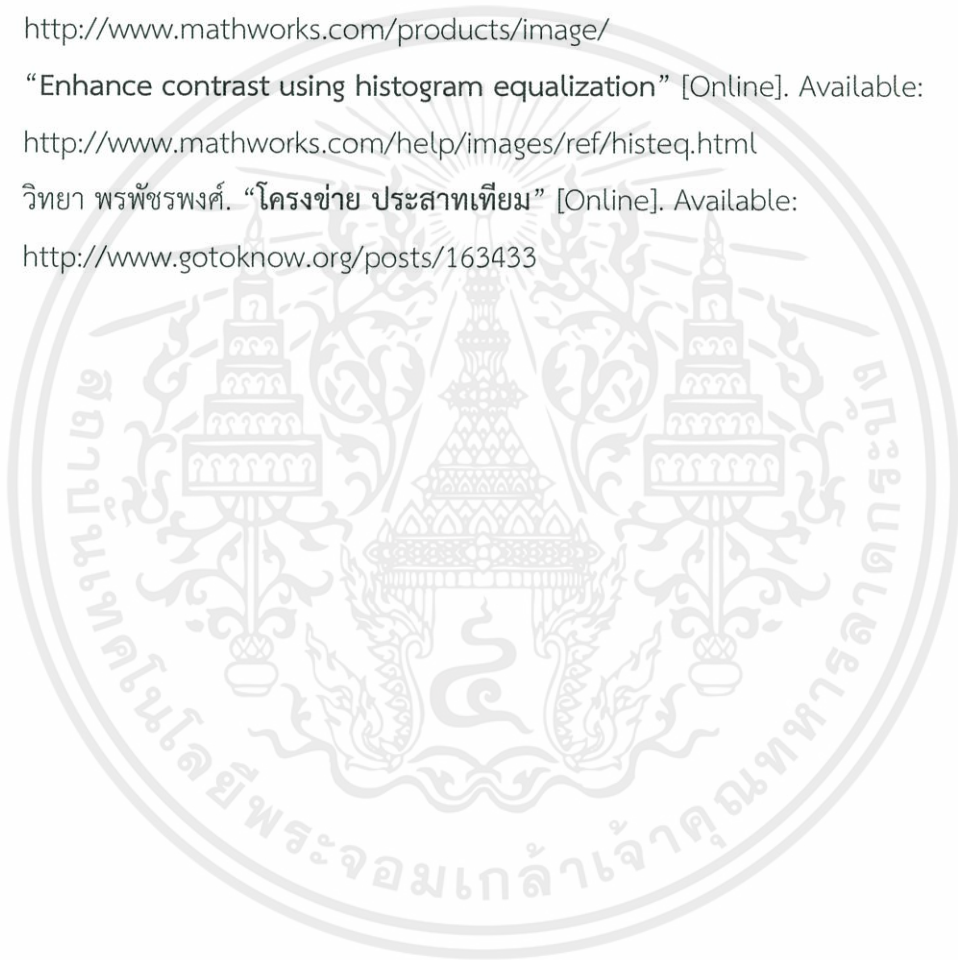 http://www.mathworks.com/products/image/
“Enhance contrast using histogram equalization” [Online]. Available:
http://www.mathworks.com/help/images/ref/histeq.html
วิทยา พรพัชรพงศ์. “โครงข่าย ประสาทเทียม” [Online]. Available:
http://www.gotoknow.org/posts/163433
สถาบันเทคโนโลยีพระจอมเกล้าเจ้าคุณทหารลาดกระบัง